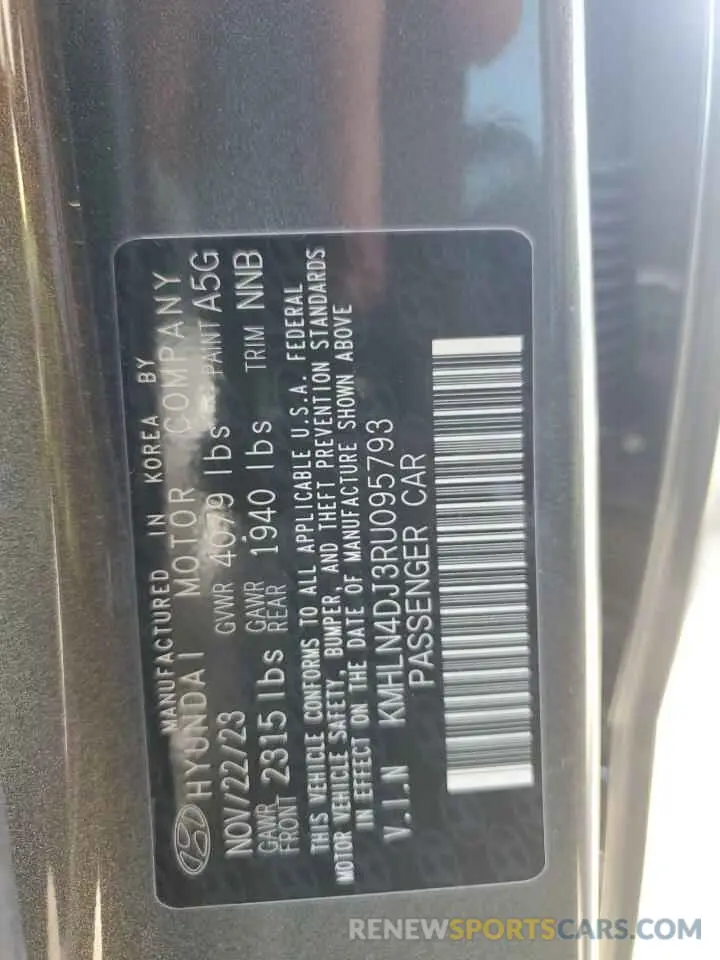 MANUFACTURED IN KOREA BY
HYUNDAI MOTOR COMPANY
NOV/22/23 GVWR 4079 lbs PAINT A5G
GAWR FRONT 2315 lbs GAWR REAR 1940 lbs TRIM NNB
THIS VEHICLE CONFORMS TO ALL APPLICABLE U.S.A. FEDERAL
MOTOR VEHICLE SAFETY, BUMPER, AND THEFT PREVENTION STANDARDS
IN EFFECT ON THE DATE OF MANUFACTURE SHOWN ABOVE
V.I.N KMHLN4DJ3RU095793
PASSENGER CAR
RENEWSPORTSCARS.COM